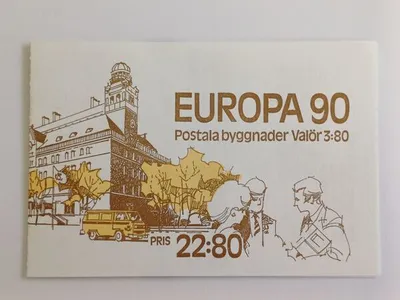 EUROPA 90
Postala byggnader Valör 3:80
PRIS 22:80